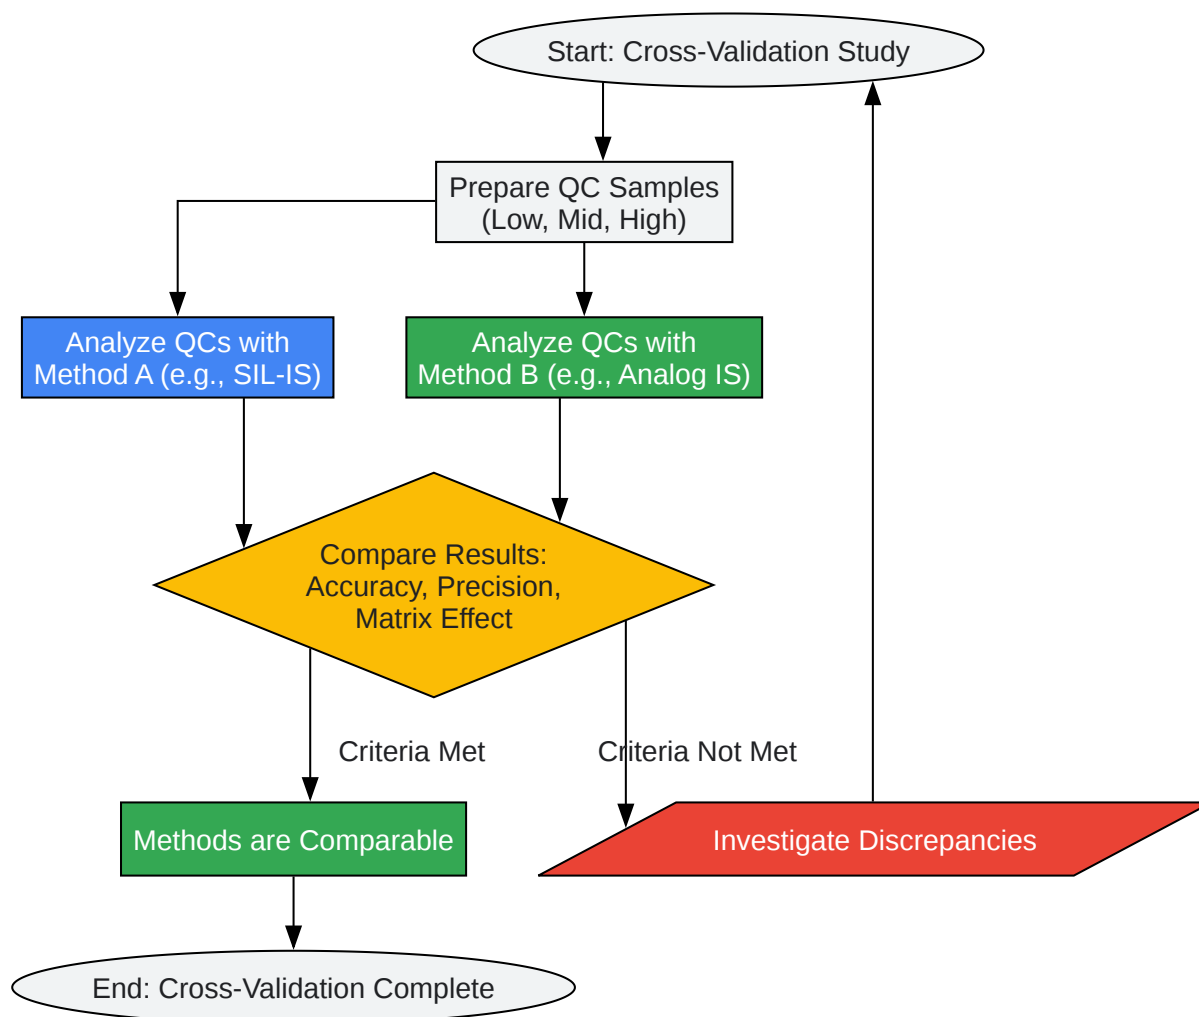 Start: Cross-Validation Study
Prepare QC Samples
(Low, Mid, High)
Analyze QCs with
Method A (e.g., SIL-IS)
Analyze QCs with
Method B (e.g., Analog IS)
Compare Results:
Accuracy, Precision,
Matrix Effect
Criteria Met
Criteria Not Met
Methods are Comparable
Investigate Discrepancies
End: Cross-Validation Complete